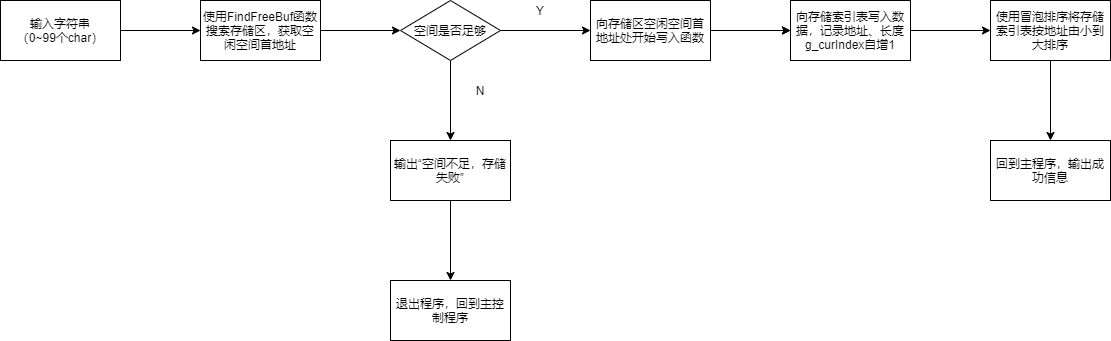 输入字符串
（0~99个char）
使用FindFreeBuf函数
搜索存储区，获取空
闲空间首地址
空间是否足够
Y
向存储区空闲空间首
地址处开始写入函数
向存储索引表写入数
据，记录地址、长度
g_curIndex自增1
使用冒泡排序将存储
索引表按地址由小到
大排序
N
输出“空间不足，存储
失败”
回到主程序，输出成
功信息
退出程序，回到主控
制程序